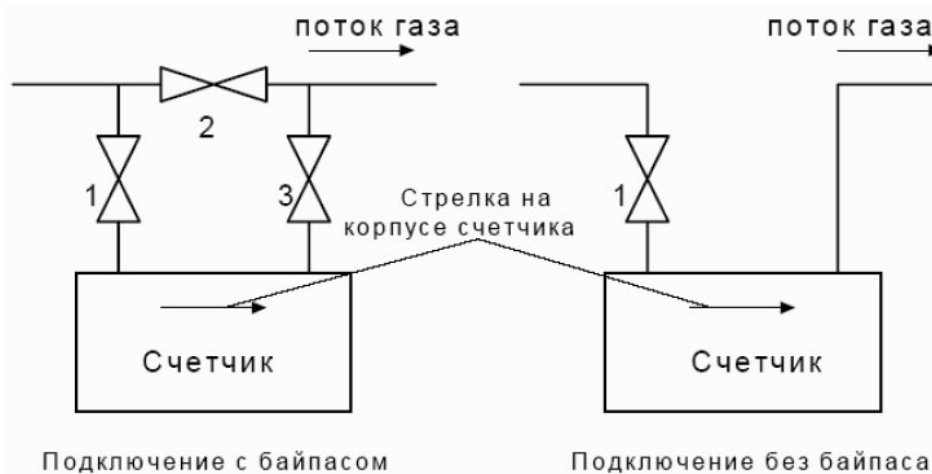 поток газа
поток газа
2
1
3
1
Стрелка на
корпусе счетчика
Счетчик
Счетчик
Подключение с байпасом
Подключение без байпаса